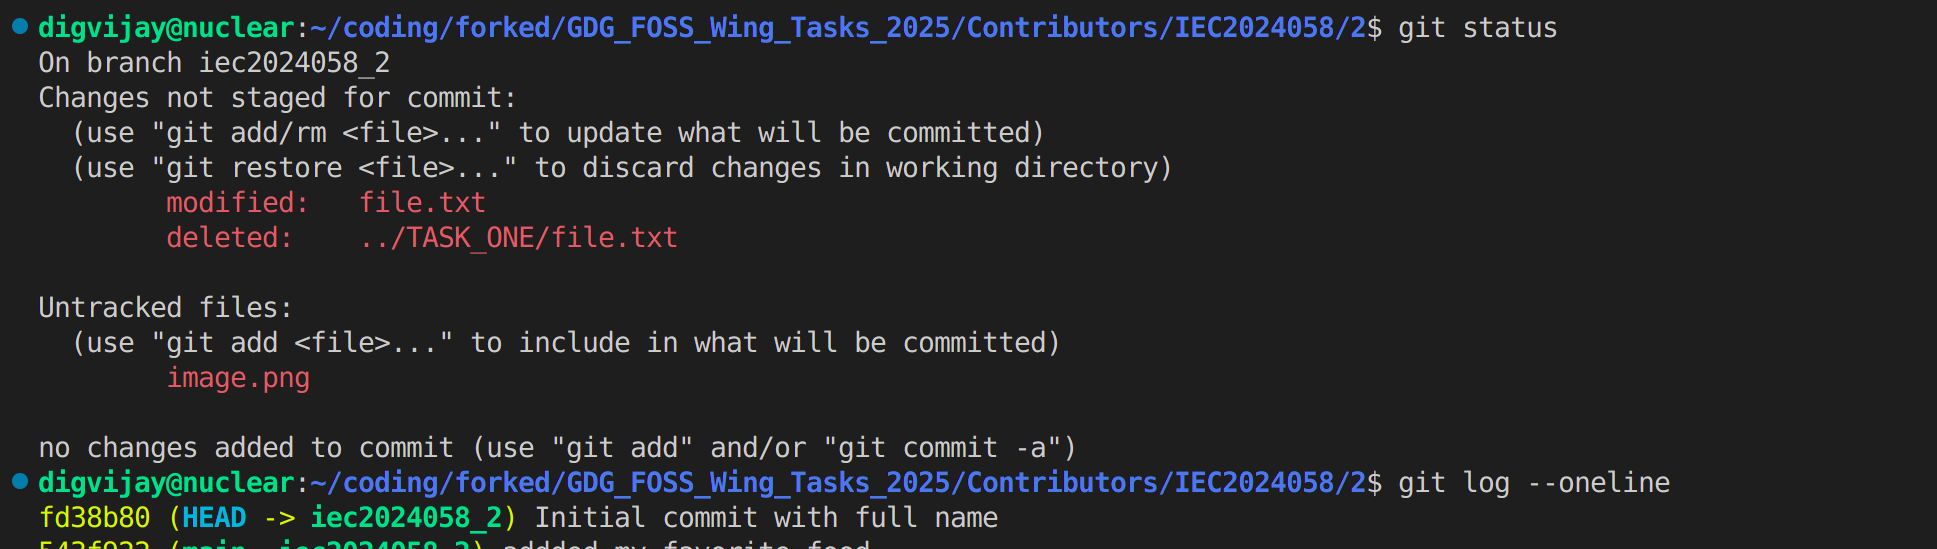 digvijay@nuclear:~/coding/forked/GDG_FOSS_Wing_Tasks_2025/Contributors/IEC2024058/2$ git status
On branch iec2024058_2
Changes not staged for commit:
  (use "git add/rm <file>..." to update what will be committed)
  (use "git restore <file>..." to discard changes in working directory)
        modified:   file.txt
        deleted:    ../TASK_ONE/file.txt

Untracked files:
  (use "git add <file>..." to include in what will be committed)
        image.png

no changes added to commit (use "git add" and/or "git commit -a")
digvijay@nuclear:~/coding/forked/GDG_FOSS_Wing_Tasks_2025/Contributors/IEC2024058/2$ git log --oneline
fd38b80 (HEAD -> iec2024058_2) Initial commit with full name
addded my favorite food